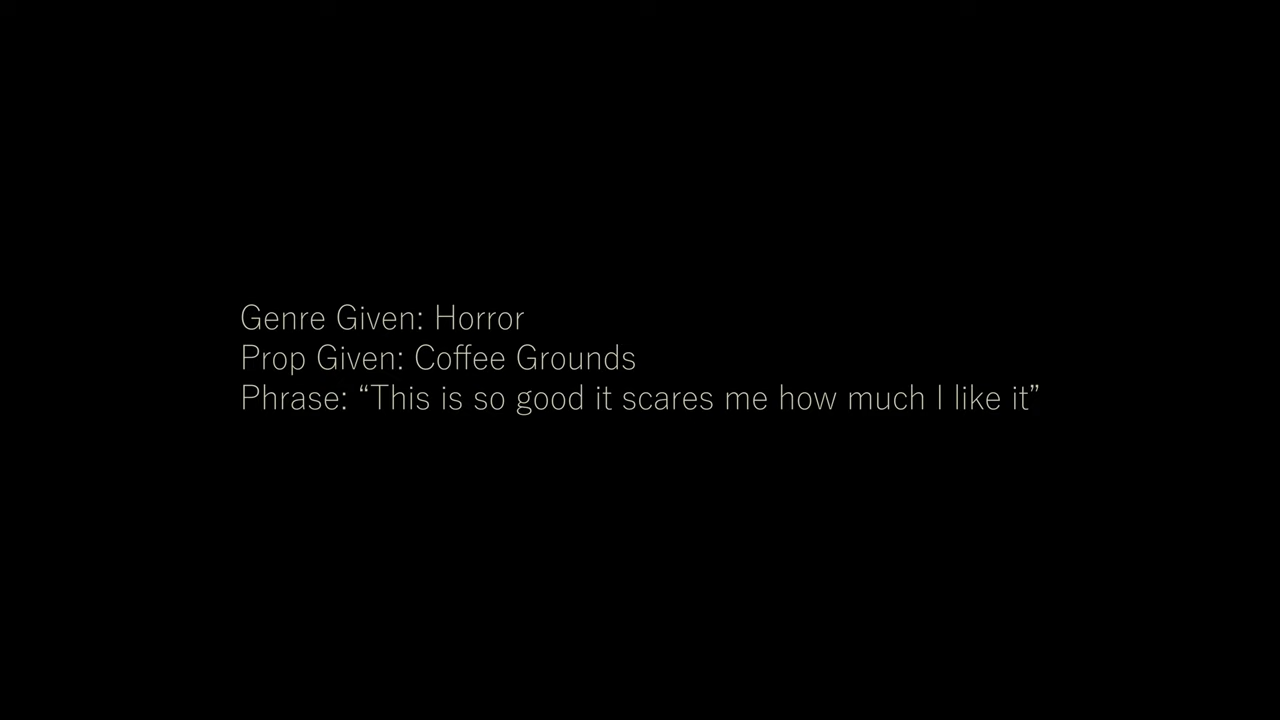 Genre Given: Horror
Prop Given: Coffee Grounds
Phrase: “This is so good it scares me how much I like it”